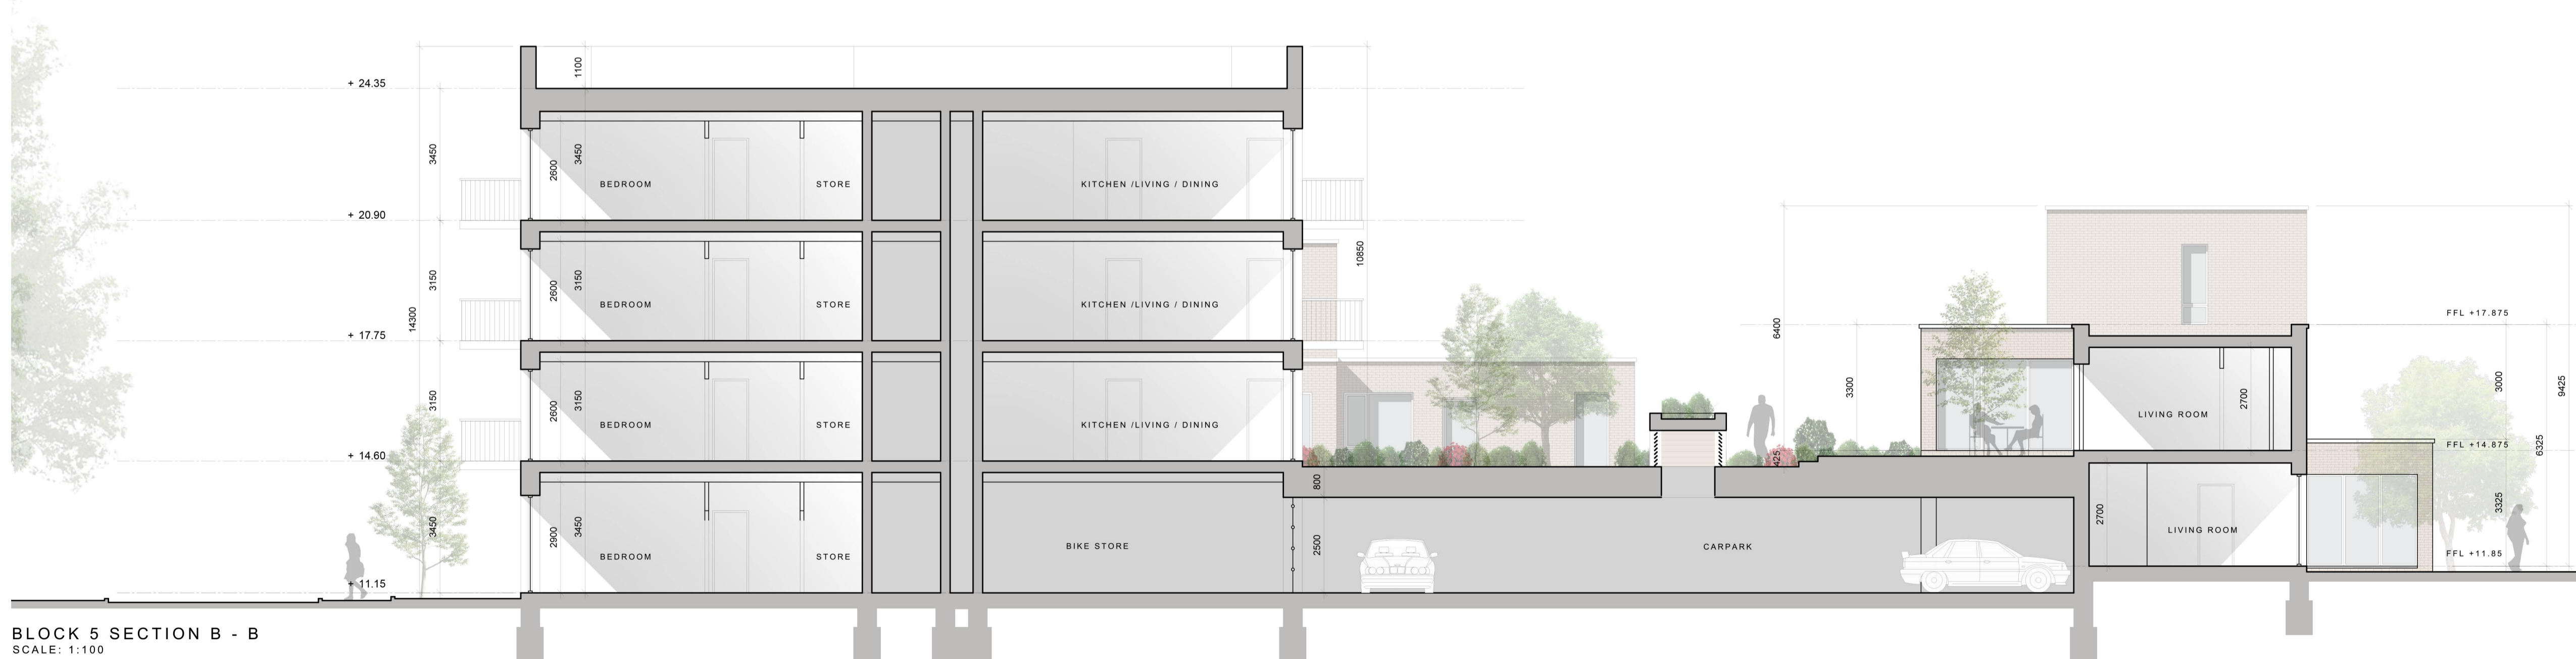 1100
+ 24.35
3450
3450
2600
BEDROOM
STORE
KITCHEN /LIVING / DINING
+ 20.90
10850
3150
3150
2600
BEDROOM
STORE
KITCHEN /LIVING / DINING
14300
6400
FFL +17.875
+ 17.75
3150
3150
2600
BEDROOM
STORE
KITCHEN /LIVING / DINING
3300
LIVING ROOM
2700
3000
9425
+ 14.60
425
FFL +14.875
6325
800
3450
3450
2900
BEDROOM
STORE
BIKE STORE
2500
CARPARK
2700
LIVING ROOM
3325
FFL +11.85
+ 11.15
BLOCK 5 SECTION B - B
SCALE: 1:100